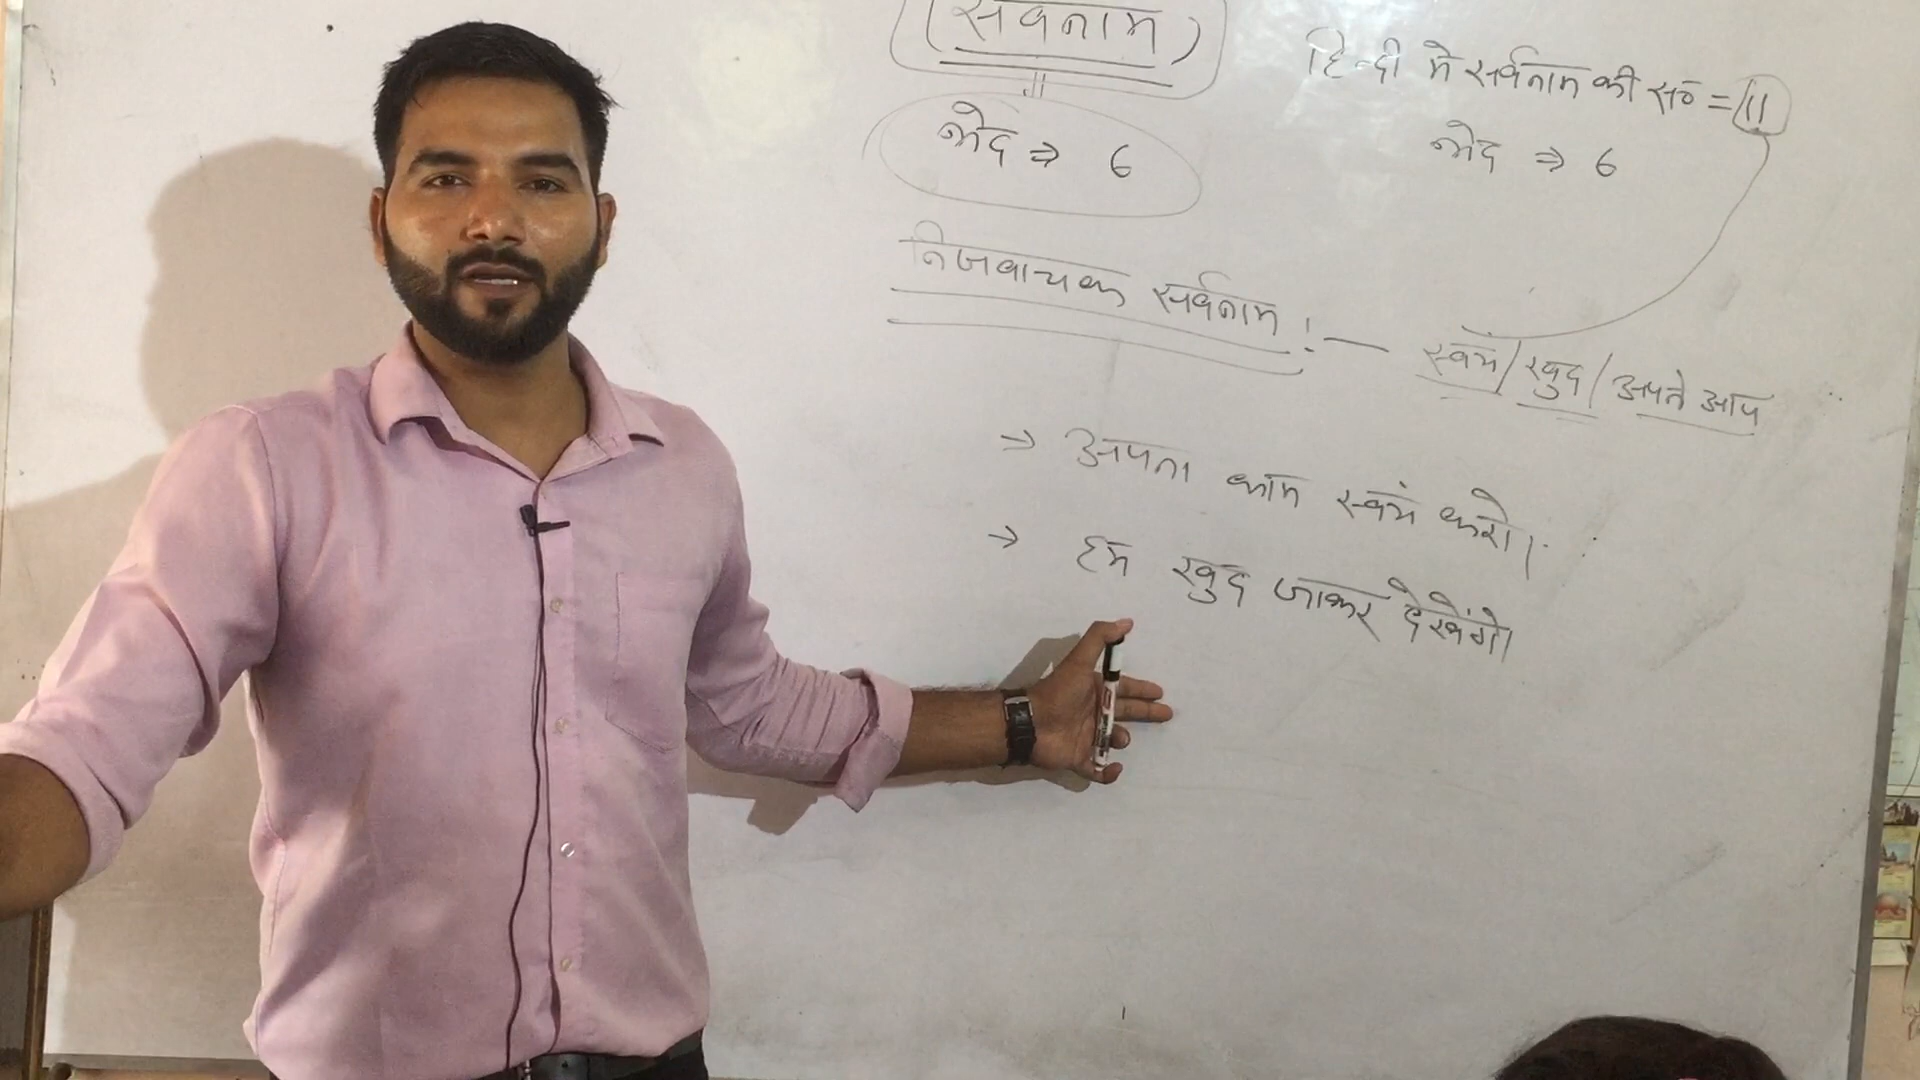 (सर्वनाम)
भेद ⇒ 6
हिन्दी मे सर्वनाम की सं० = 11
भेद ⇒ 6
निजवाचक सर्वनाम :— स्वयं / खुद / अपने आप
→ अपना काम स्वयं करो।
→ हम खुद जाकर देखेंगे।